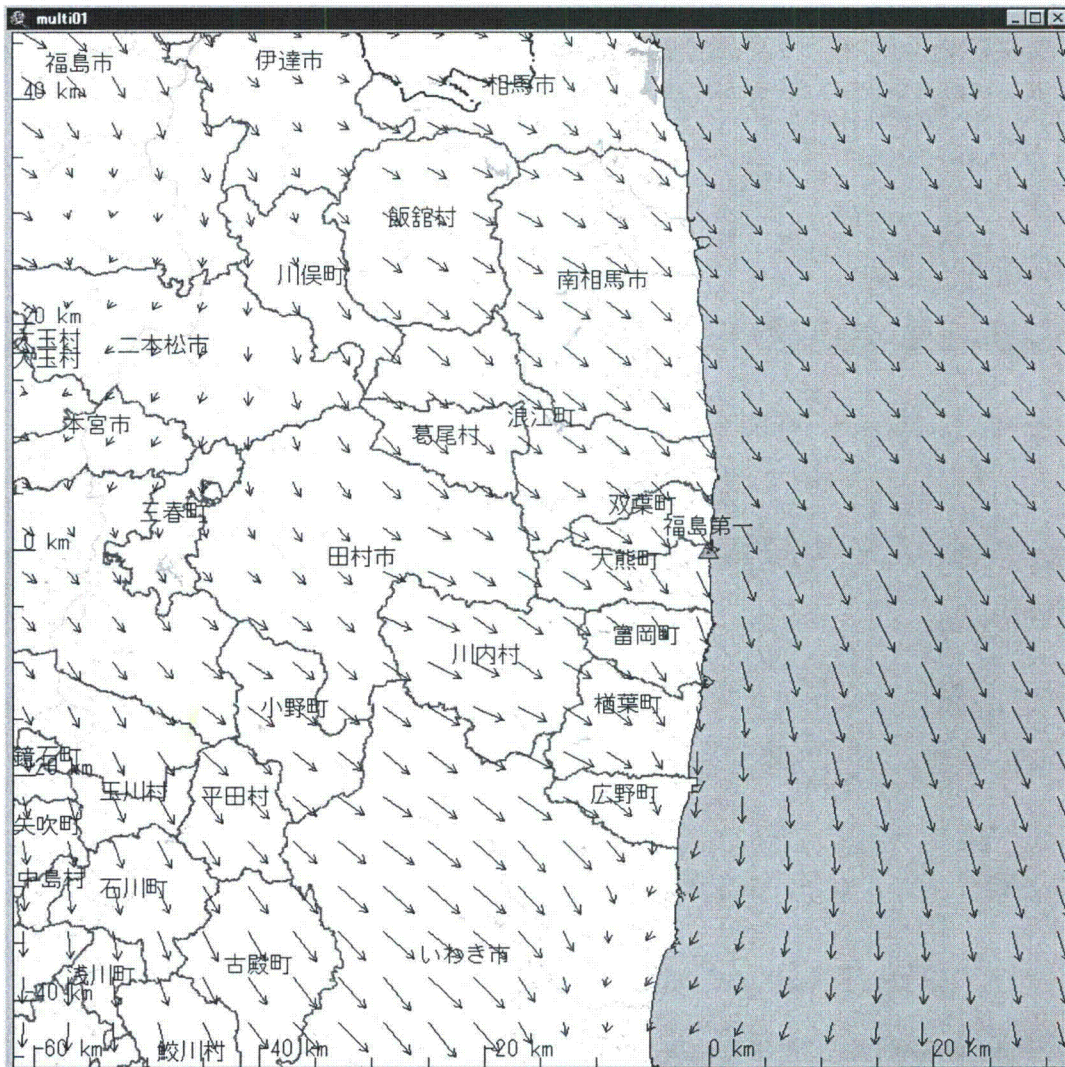 multi01
福島市
伊達市
相馬市
40 km
飯舘村
川俣町
南相馬市
20 km
大玉村
大玉村
二本松市
本宮市
浪江町
葛尾村
双葉町
三春町
福島第一
0 km
田村市
大熊町
富岡町
川内村
小野町
楢葉町
鏡石町
-20 km
玉川村
平田村
広野町
矢吹町
中島村
石川町
いわき市
古殿町
浅川町
-40 km
-60 km
鮫川村
-40 km
-20 km
0 km
20 km